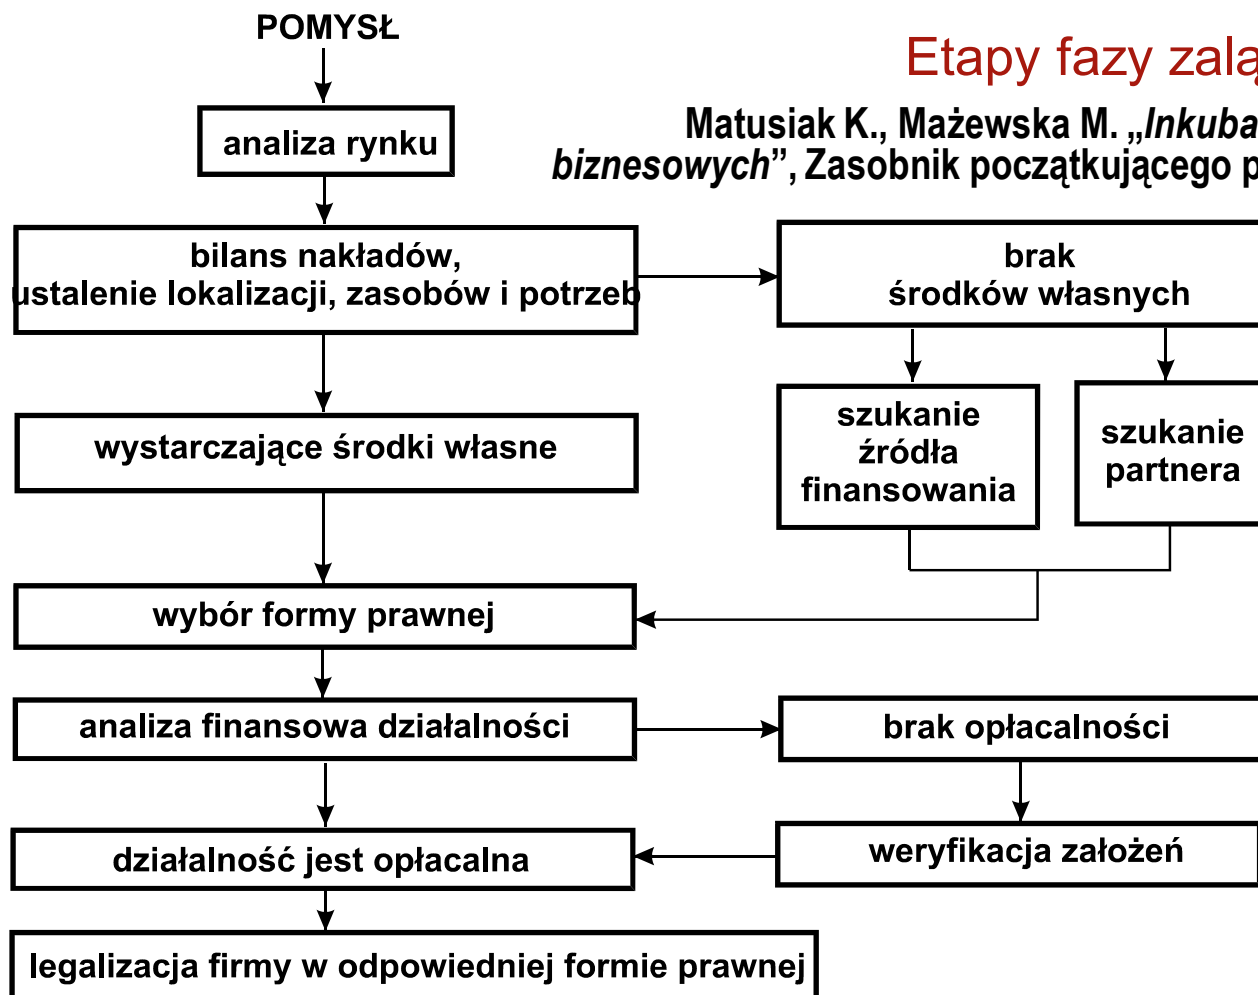 POMYSŁ
Etapy fazy zalą
analiza rynku
Matusiak K., Mażewska M. „Inkuba
biznesowych”, Zasobnik początkującego p
bilans nakładów,
ustalenie lokalizacji, zasobów i potrzeb
brak
środków własnych
wystarczające środki własne
szukanie
źródła
finansowania
szukanie
partnera
wybór formy prawnej
analiza finansowa działalności
brak opłacalności
działalność jest opłacalna
weryfikacja założeń
legalizacja firmy w odpowiedniej formie prawnej